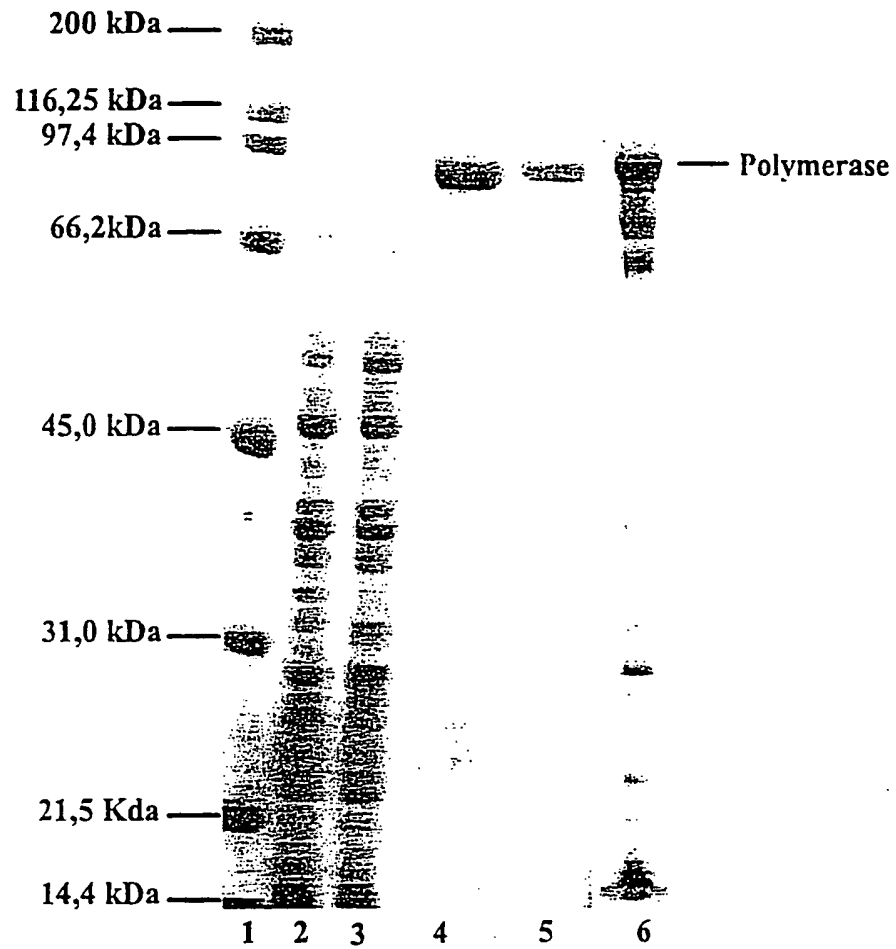 200 kDa
116,25 kDa
97,4 kDa
Polymerase
66,2kDa
45,0 kDa
31,0 kDa
21,5 Kda
14,4 kDa
1 2 3 4 5 6